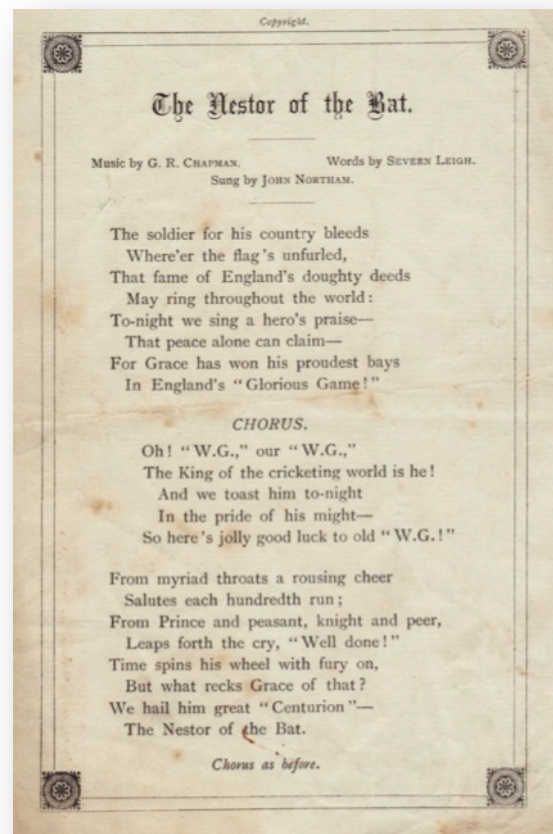 Copyright.
The Nestor of the Bat.
Music by G. R. CHAPMAN. Words by SEVERN LEIGH.
Sung by JOHN NORTHAM.
The soldier for his country bleeds
Where'er the flag's unfurled,
That fame of England's doughty deeds
May ring throughout the world:
To-night we sing a hero's praise—
That peace alone can claim—
For Grace has won his proudest bays
In England's "Glorious Game!"
CHORUS.
Oh! "W.G.," our "W.G.,"
The King of the cricketing world is he!
And we toast him to-night
In the pride of his might—
So here's jolly good luck to old "W.G.!"
From myriad throats a rousing cheer
Salutes each hundredth run;
From Prince and peasant, knight and peer,
Leaps forth the cry, "Well done!"
Time spins his wheel with fury on,
But what recks Grace of that?
We hail him great "Centurion"—
The Nestor of the Bat.
Chorus as before.